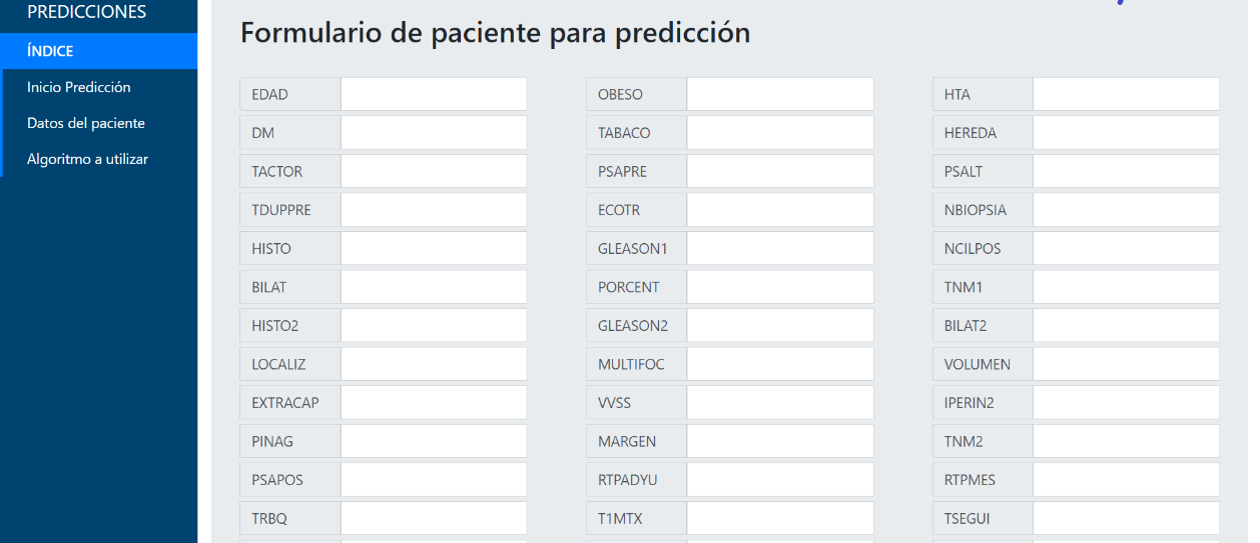 PREDICCIONES
ÍNDICE
Inicio Predicción
Datos del paciente
Algoritmo a utilizar
Formulario de paciente para predicción
EDAD OBESO HTA
DM TABACO HEREDA
TACTOR PSAPRE PSALT
TDUPPRE ECOTR NBIOPSIA
HISTO GLEASON1 NCILPOS
BILAT PORCENT TNM1
HISTO2 GLEASON2 BILAT2
LOCALIZ MULTIFOC VOLUMEN
EXTRACAP VVSS IPERIN2
PINAG MARGEN TNM2
PSAPOS RTPADYU RTPMES
TRBQ T1MTX TSEGUI